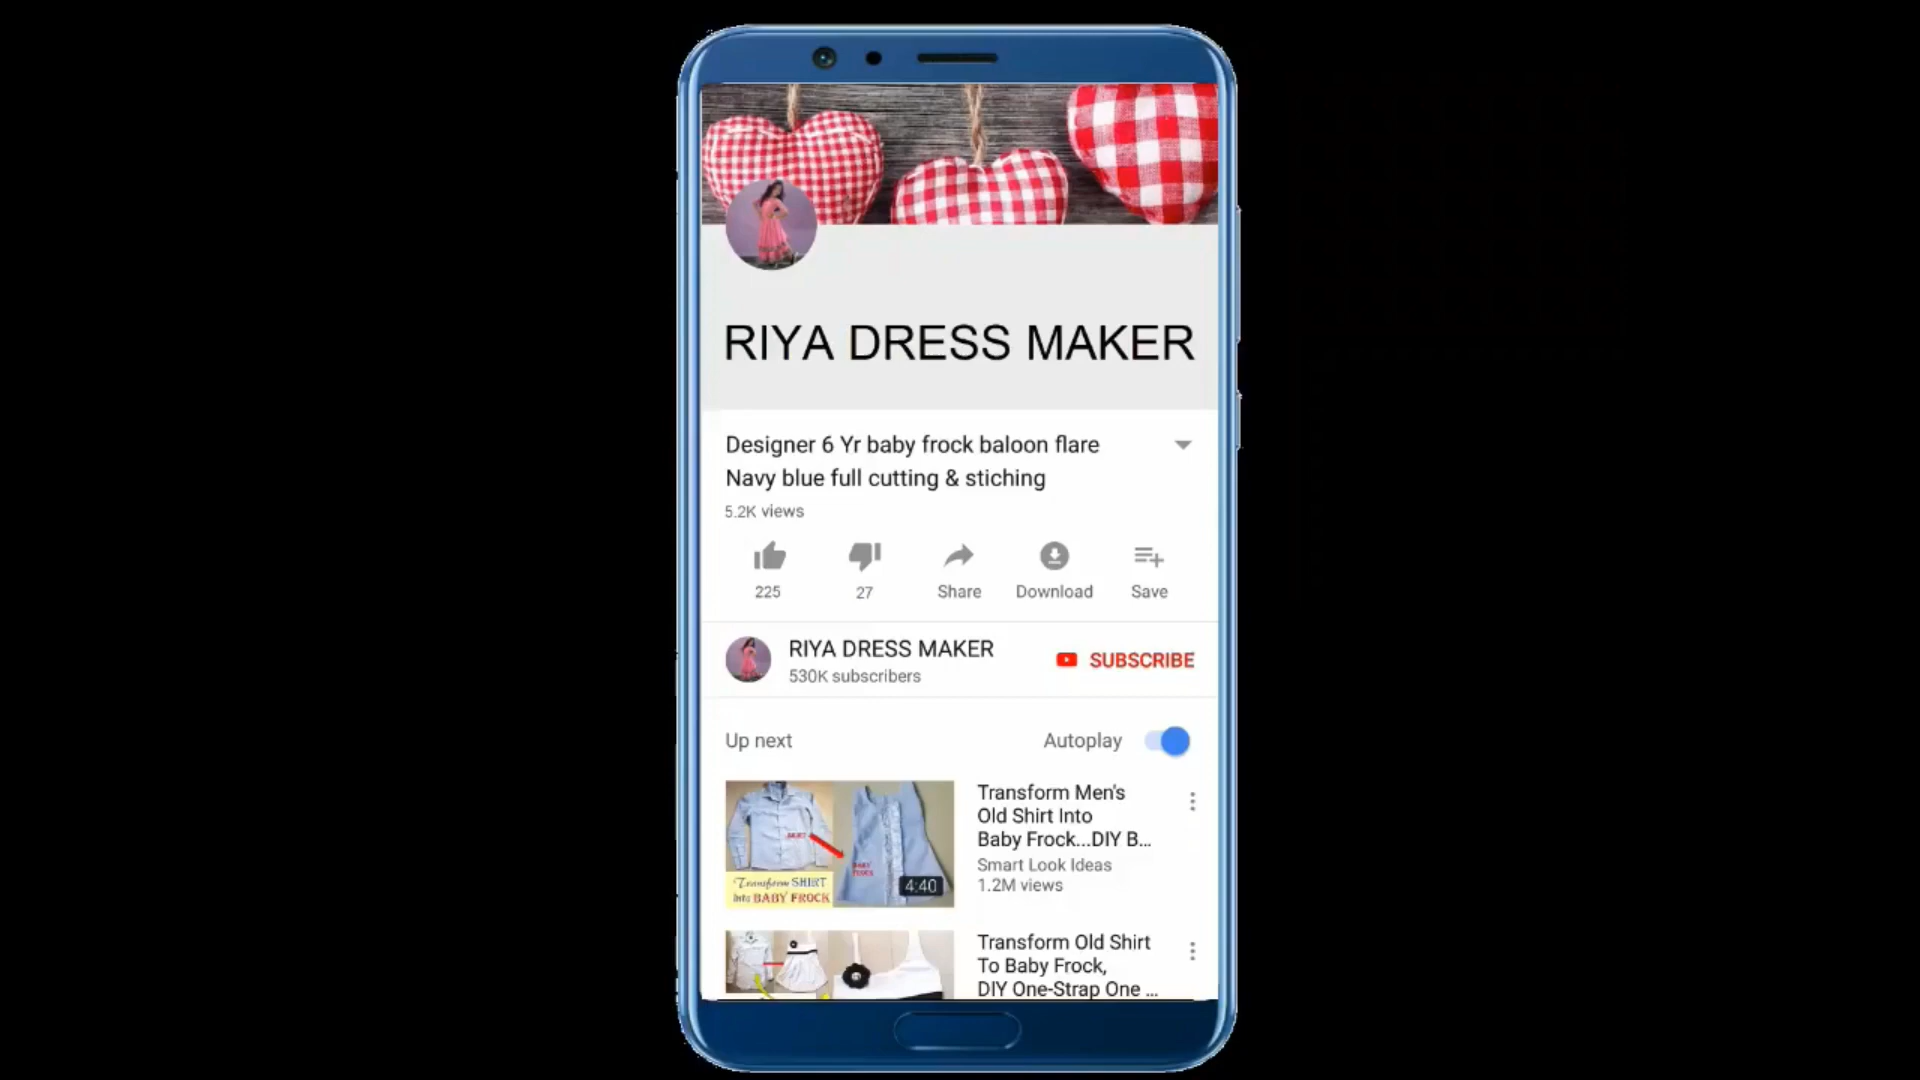 RIYA DRESS MAKER
Designer 6 Yr baby frock baloon flare
Navy blue full cutting & stiching
5.2K views
225
27
Share
Download
Save
RIYA DRESS MAKER
530K subscribers
SUBSCRIBE
Up next
Autoplay
Transform Men's
Old Shirt Into
Baby Frock...DIY B...
Smart Look Ideas
1.2M views
SHIRT
BABY
FROCK
Transform SHIRT
Into BABY FROCK
4:40
Transform Old Shirt
To Baby Frock,
DIY One-Strap One ...